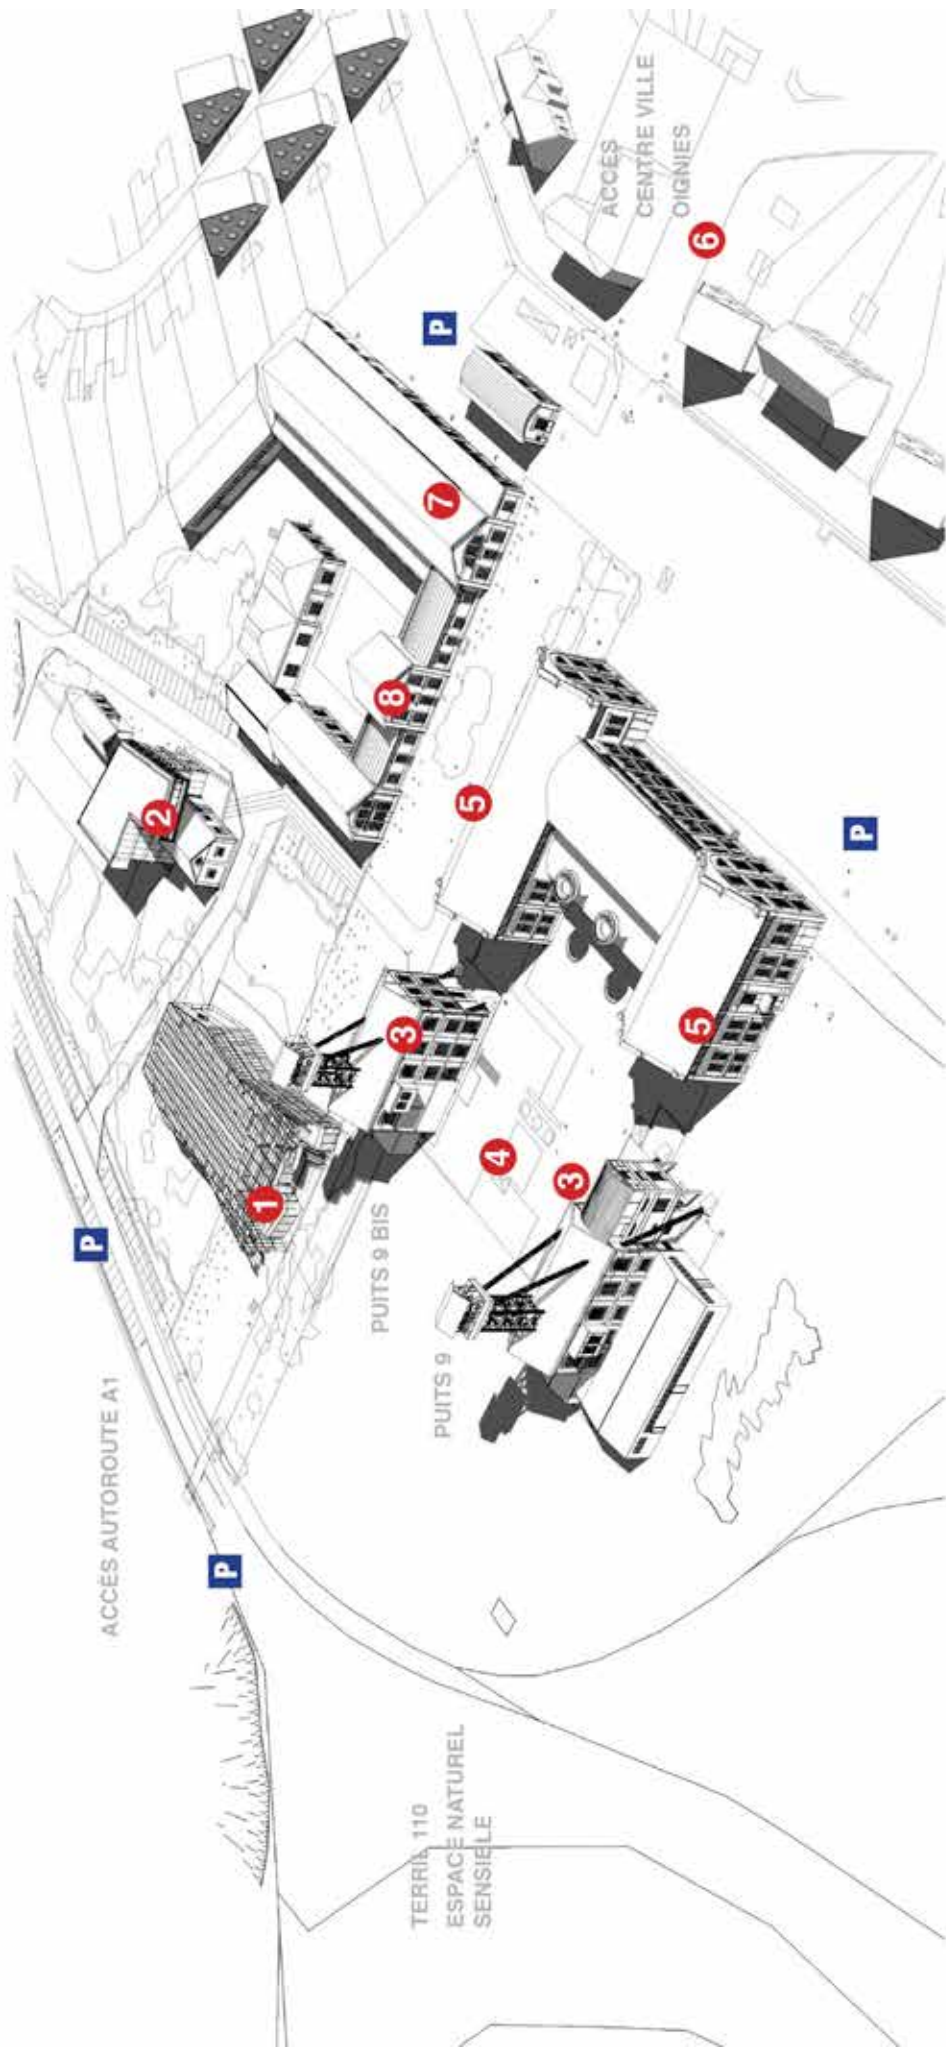 P
ACCÈS AUTOROUTE A1
2
P
1
PUITS 9 BIS
3
8
TERRIL 110
ESPACE NATUREL
SENSIBLE
PUITS 9
7
P
5
4
3
ACCÈS
CENTRE VILLE
OIGNIES
5
6
P